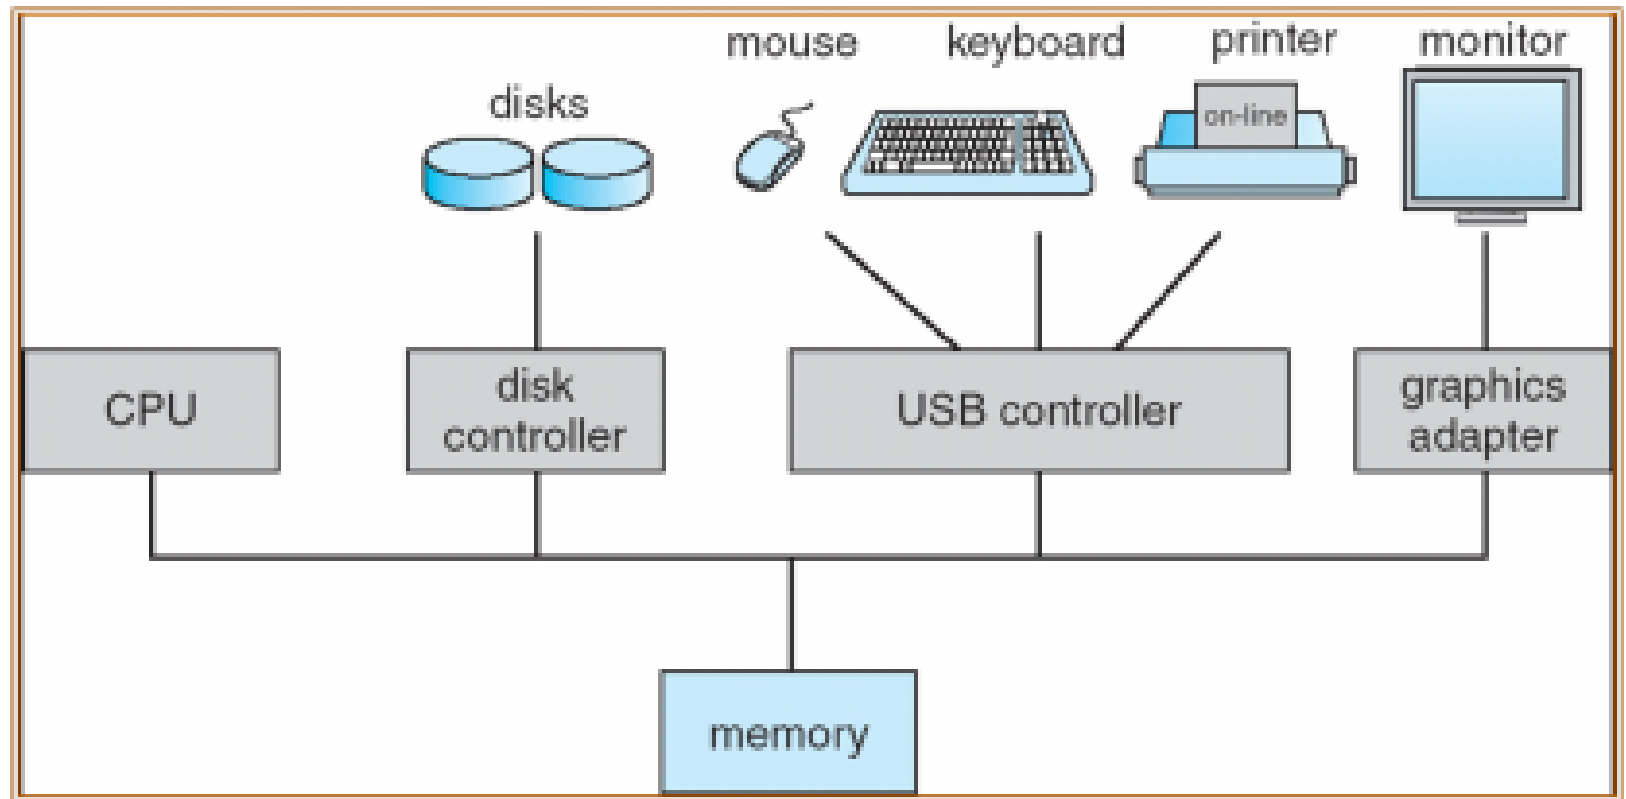 mouse
keyboard
printer
monitor
disks
on-line
CPU
disk
controller
USB controller
graphics
adapter
memory